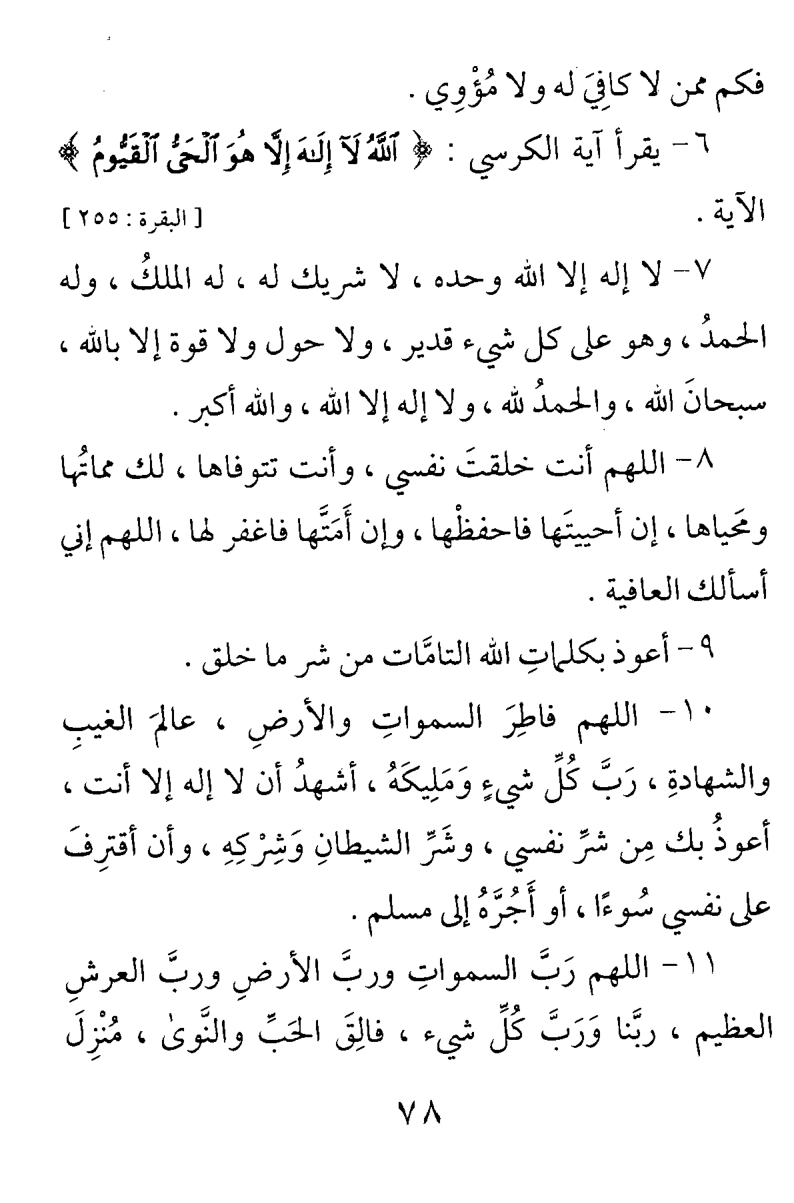 فكم ممن لا كافِيَ له ولا مُؤْوِي .
٦- يقرأ آية الكرسي : ﴿ ٱللَّهُ لَآ إِلَـٰهَ إِلَّا هُوَ ٱلْحَىُّ ٱلْقَيُّومُ ﴾
الآية . [ البقرة : ٢٥٥ ]
٧- لا إله إلا الله وحده ، لا شريك له ، له الملكُ ، وله
الحمدُ ، وهو على كل شيء قدير ، ولا حول ولا قوة إلا بالله ،
سبحانَ الله ، والحمدُ لله ، ولا إله إلا الله ، والله أكبر .
٨- اللهم أنت خلقتَ نفسي ، وأنت تتوفاها ، لك مماتُها
ومَحياها ، إن أحييتَها فاحفظْها ، وإن أَمَتَّها فاغفر لها ، اللهم إني
أسألك العافية .
٩- أعوذ بكلماتِ الله التامَّات من شر ما خلق .
١٠- اللهم فاطِرَ السمواتِ والأرضِ ، عالمَ الغيبِ
والشهادةِ ، رَبَّ كُلِّ شيءٍ وَمَلِيكَهُ ، أشهدُ أن لا إله إلا أنت ،
أعوذُ بك مِن شرِّ نفسي ، وشَرِّ الشيطانِ وَشِرْكِهِ ، وأن أقترِفَ
على نفسي سُوءًا ، أو أَجُرَّهُ إلى مسلم .
١١- اللهم رَبَّ السمواتِ وربَّ الأرضِ وربَّ العرشِ
العظيم ، ربَّنا وَرَبَّ كُلِّ شيء ، فالِقَ الحَبِّ والنَّوىٰ ، مُنْزِلَ
٧٨